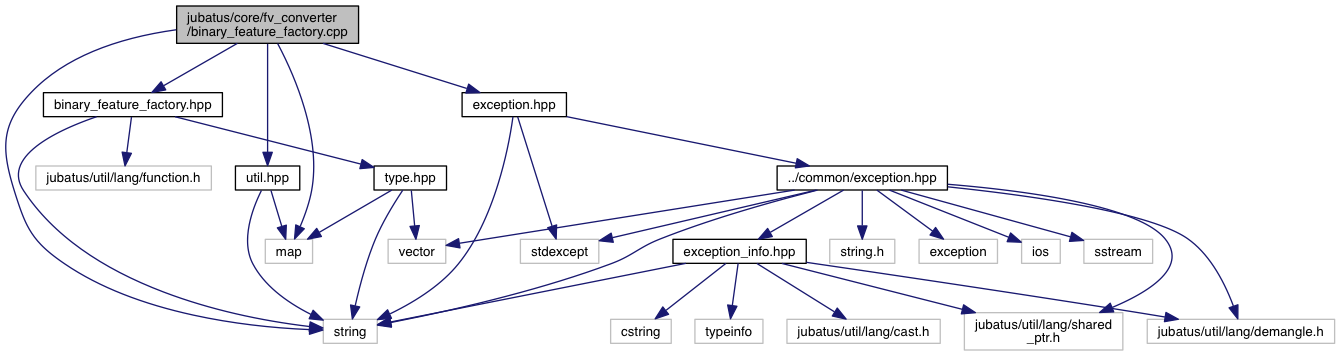 jubatus/core/fv_converter
/binary_feature_factory.cpp
binary_feature_factory.hpp
exception.hpp
jubatus/util/lang/function.h
util.hpp
type.hpp
../common/exception.hpp
map
vector
stdexcept
exception_info.hpp
string.h
exception
ios
sstream
string
cstring
typeinfo
jubatus/util/lang/cast.h
jubatus/util/lang/shared
_ptr.h
jubatus/util/lang/demangle.h